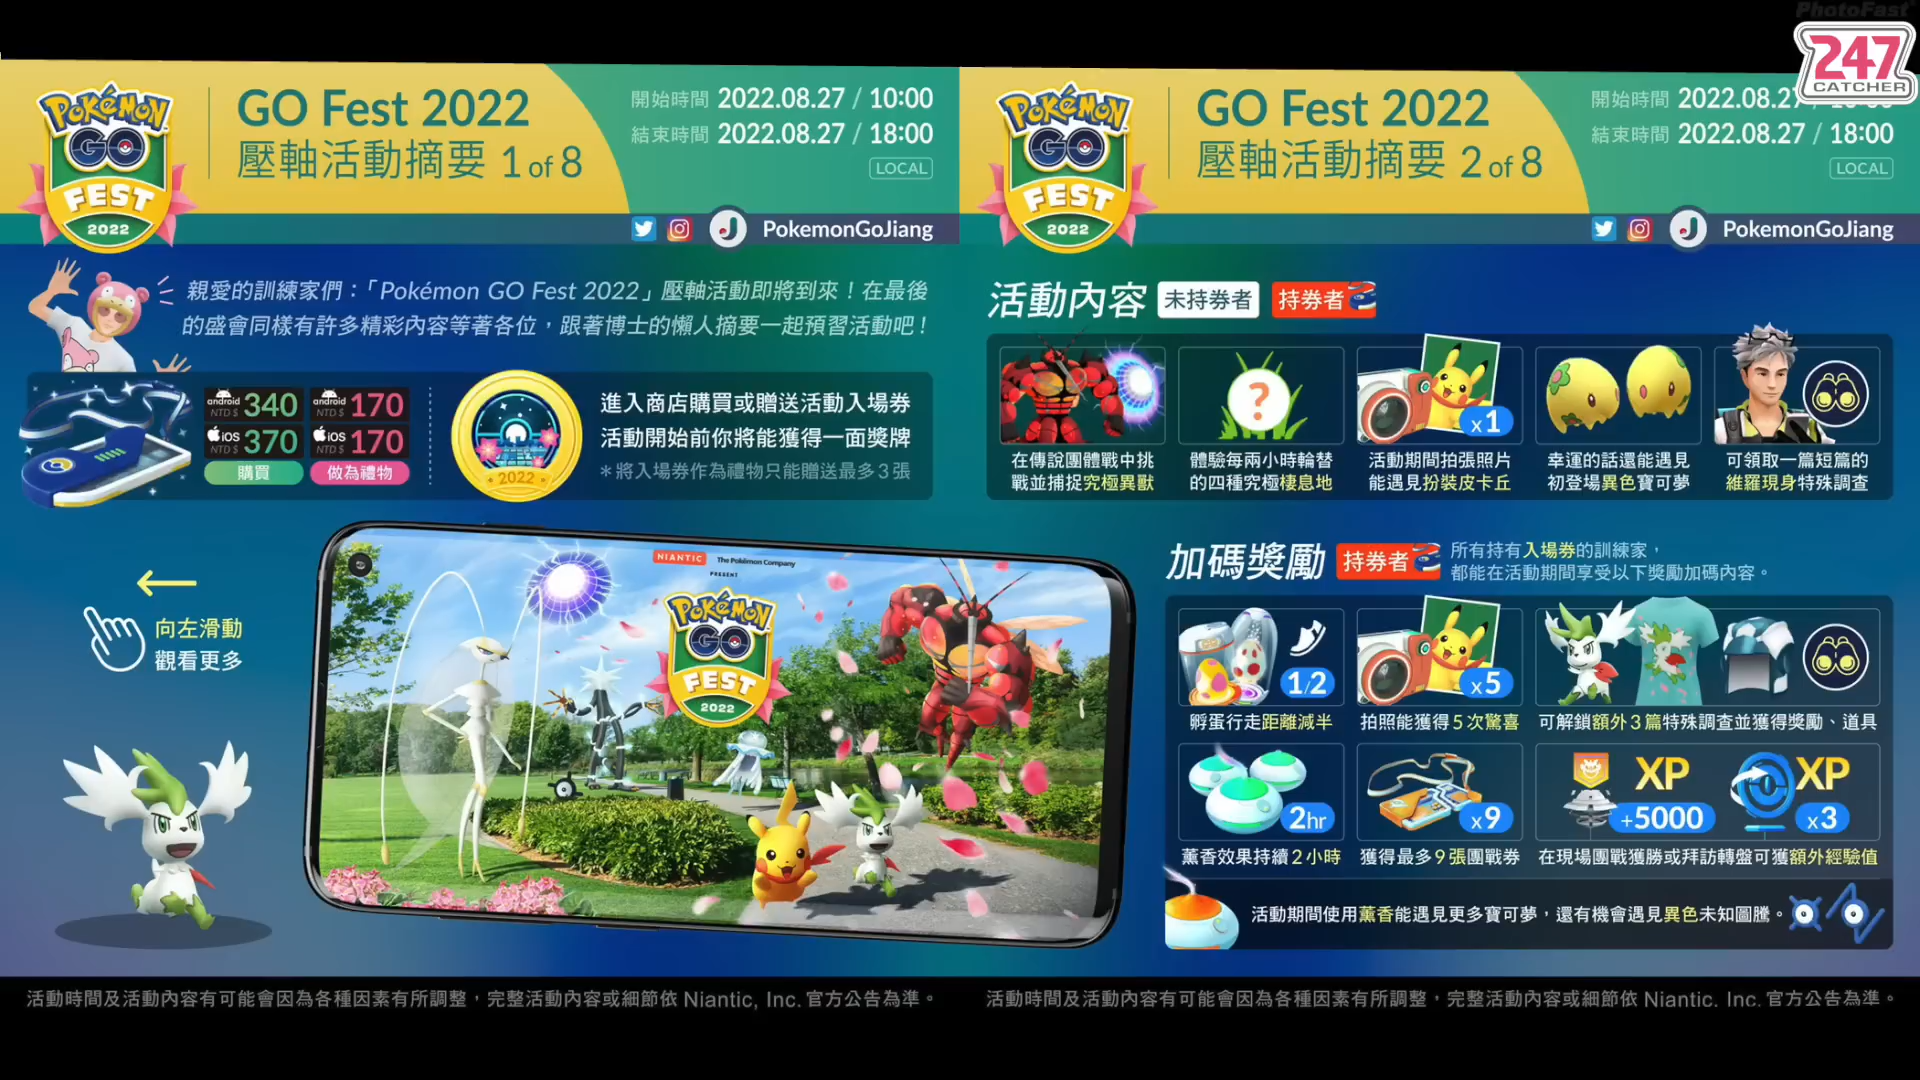 PhotoFast
247
CATCHER
Pokémon
GO
FEST
2022
GO Fest 2022
壓軸活動摘要 1 of 8
開始時間 2022.08.27 / 10:00
結束時間 2022.08.27 / 18:00
LOCAL
PokemonGoJiang
親愛的訓練家們：「Pokémon GO Fest 2022」壓軸活動即將到來！在最後
的盛會同樣有許多精彩內容等著各位，跟著博士的懶人摘要一起預習活動吧！
android NTD $ 340
android NTD $ 170
iOS NTD $ 370
iOS NTD $ 170
購買
做為禮物
2022
進入商店購買或贈送活動入場券
活動開始前你將能獲得一面獎牌
＊將入場券作為禮物只能贈送最多 3 張
向左滑動
觀看更多
NIANTIC
The Pokémon Company
PRESENT
Pokémon
GO
FEST
2022
活動時間及活動內容有可能會因為各種因素有所調整，完整活動內容或細節依 Niantic, Inc. 官方公告為準。
Pokémon
GO
FEST
2022
GO Fest 2022
壓軸活動摘要 2 of 8
開始時間 2022.08.27
結束時間 2022.08.27 / 18:00
LOCAL
PokemonGoJiang
活動內容 未持券者 持券者
?
x1
在傳說團體戰中挑
戰並捕捉究極異獸
體驗每兩小時輪替
的四種究極棲息地
活動期間拍張照片
能遇見扮裝皮卡丘
幸運的話還能遇見
初登場異色寶可夢
可領取一篇短篇的
維羅現身特殊調查
加碼獎勵 持券者
所有持有入場券的訓練家，
都能在活動期間享受以下獎勵加碼內容。
1/2
x5
孵蛋行走距離減半
拍照能獲得 5 次驚喜
可解鎖額外 3 篇特殊調查並獲得獎勵、道具
2hr
x9
XP
+5000
XP
x3
薰香效果持續 2 小時
獲得最多 9 張團戰券
在現場團戰獲勝或拜訪轉盤可獲額外經驗值
活動期間使用薰香能遇見更多寶可夢，還有機會遇見異色未知圖騰。
活動時間及活動內容有可能會因為各種因素有所調整，完整活動內容或細節依 Niantic. Inc. 官方公告為準。